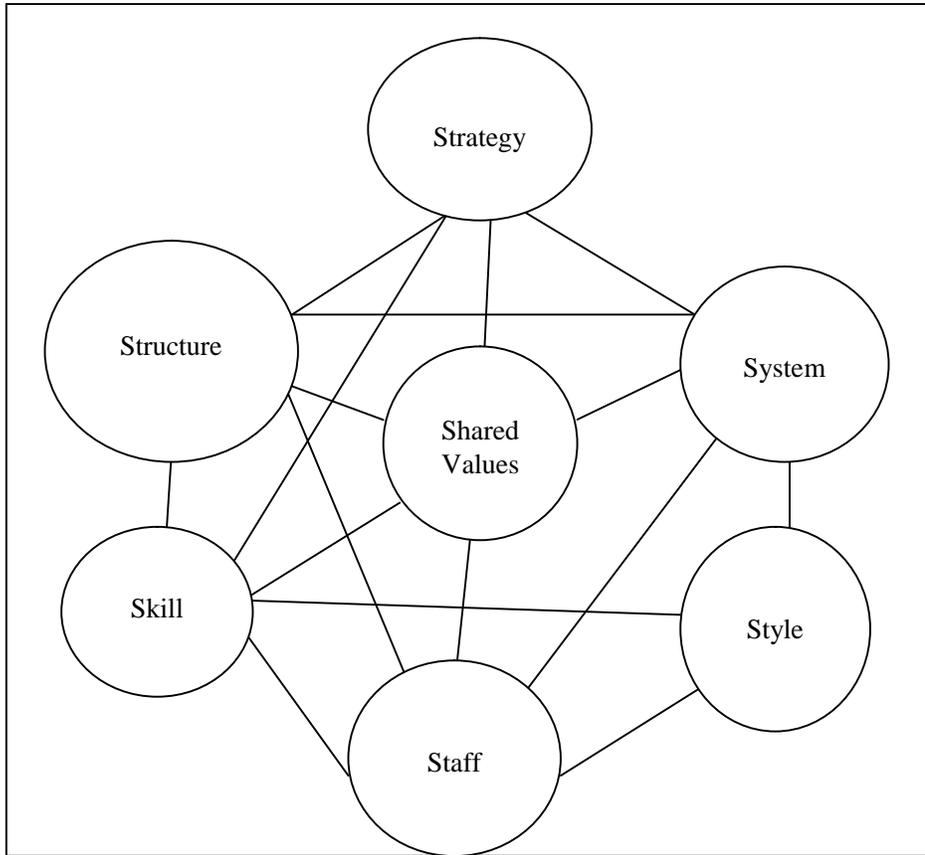 Strategy
Structure
System
Shared
Values
Skill
Style
Staff